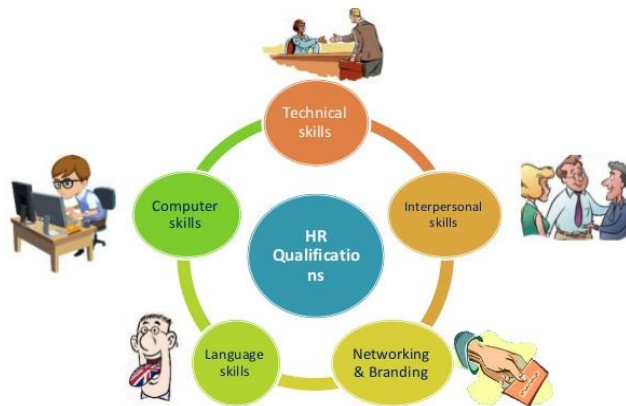 Technical
skills
Computer
skills
Interpersonal
skills
HR
Qualificatio
ns
Language
skills
Networking
& Branding